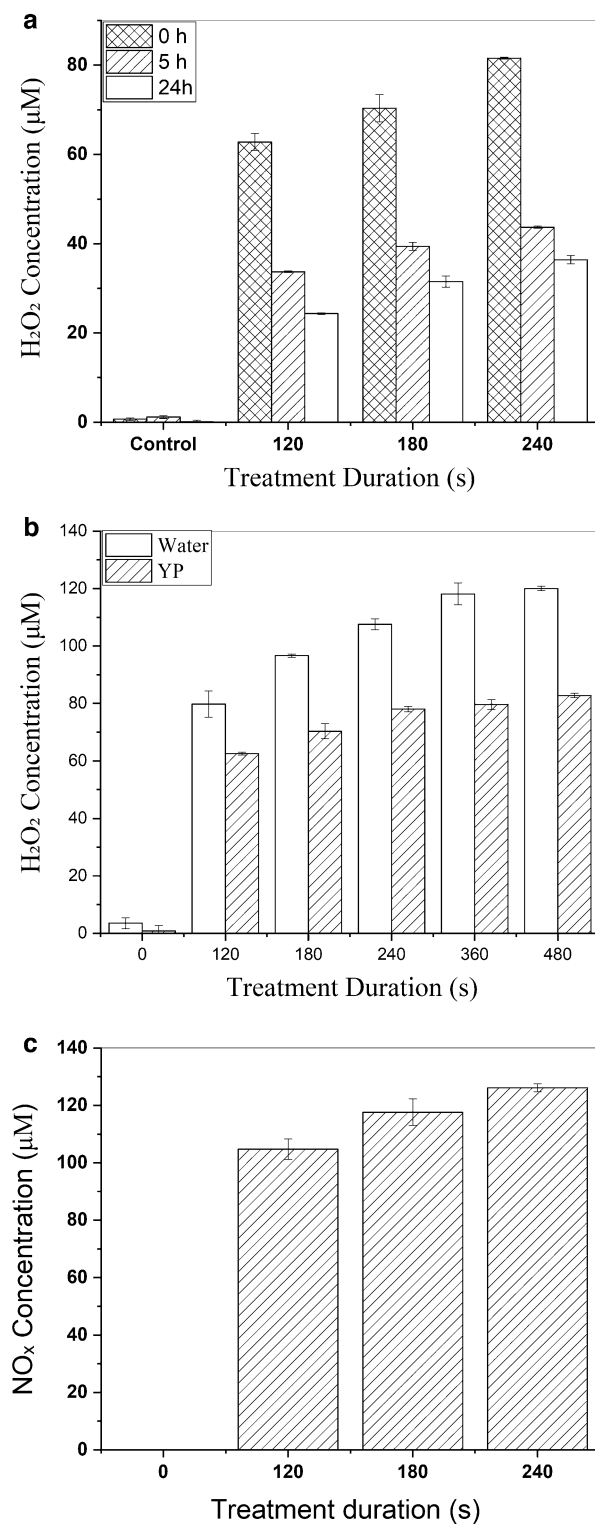 a
0 h
5 h
24h
H₂O₂ Concentration (μM)
80
60
40
20
0
Control 120 180 240
Treatment Duration (s)
b
Water
YP
H₂O₂ Concentration (μM)
140
120
100
80
60
40
20
0
0 120 180 240 360 480
Treatment Duration (s)
c
NOₓ Concentration (μM)
140
120
100
80
60
40
20
0
0 120 180 240
Treatment duration (s)